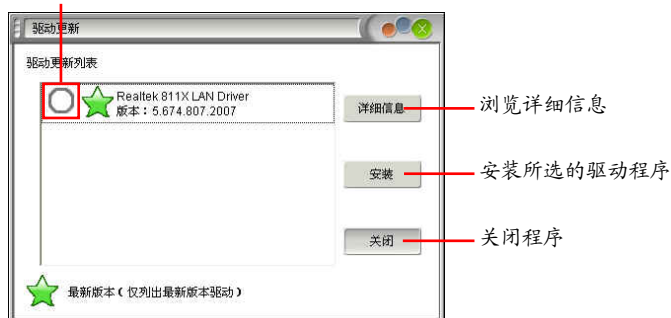 驱动更新
驱动更新列表
Realtek 811X LAN Driver
版本：5.674.807.2007
详细信息
浏览详细信息
安装
安装所选的驱动程序
关闭
关闭程序
最新版本（仅列出最新版本驱动）